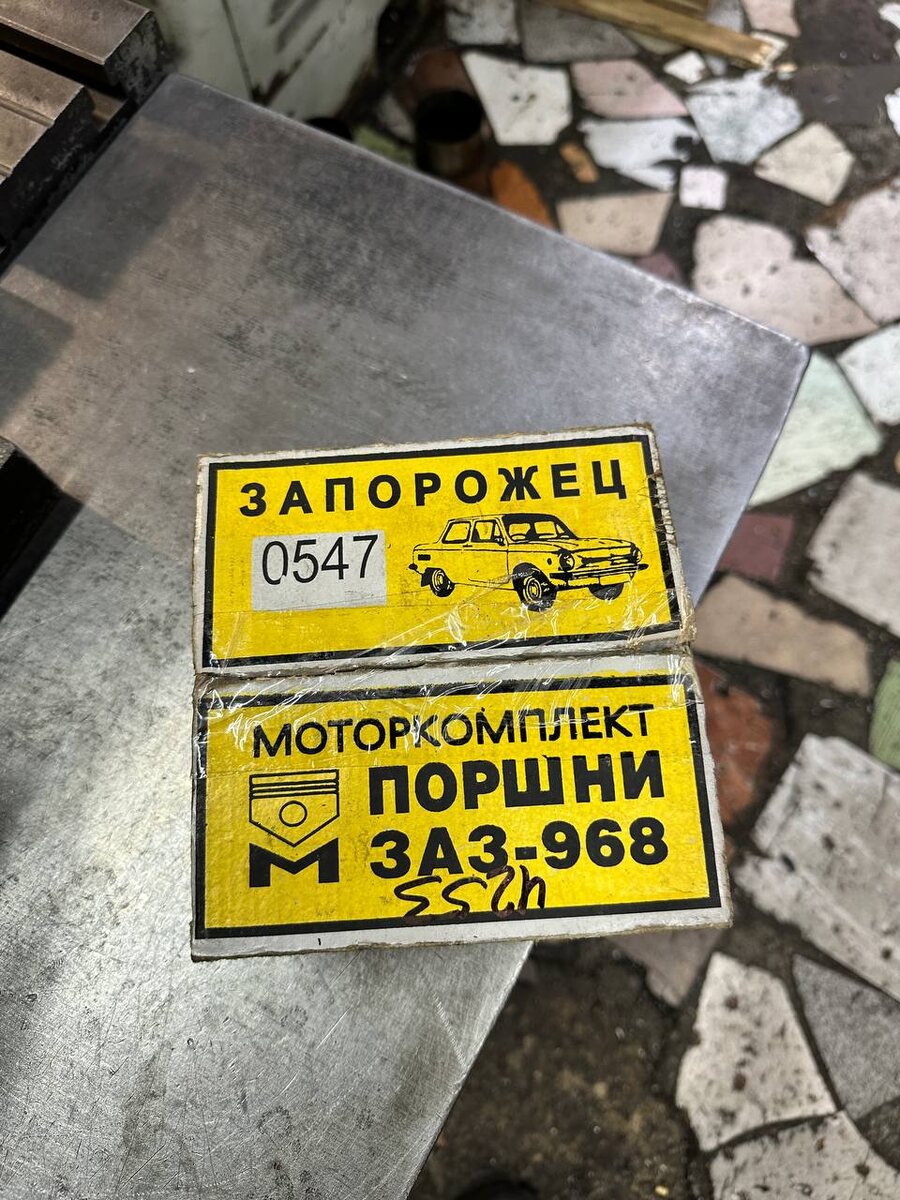 ЗАПОРОЖЕЦ
0547
МОТОРКОМПЛЕКТ
ПОРШНИ
М
ЗАЗ-968